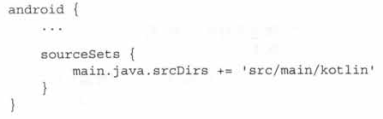 android {
    ...
    sourceSets {
        main.java.srcDirs += 'src/main/kotlin'
    }
}